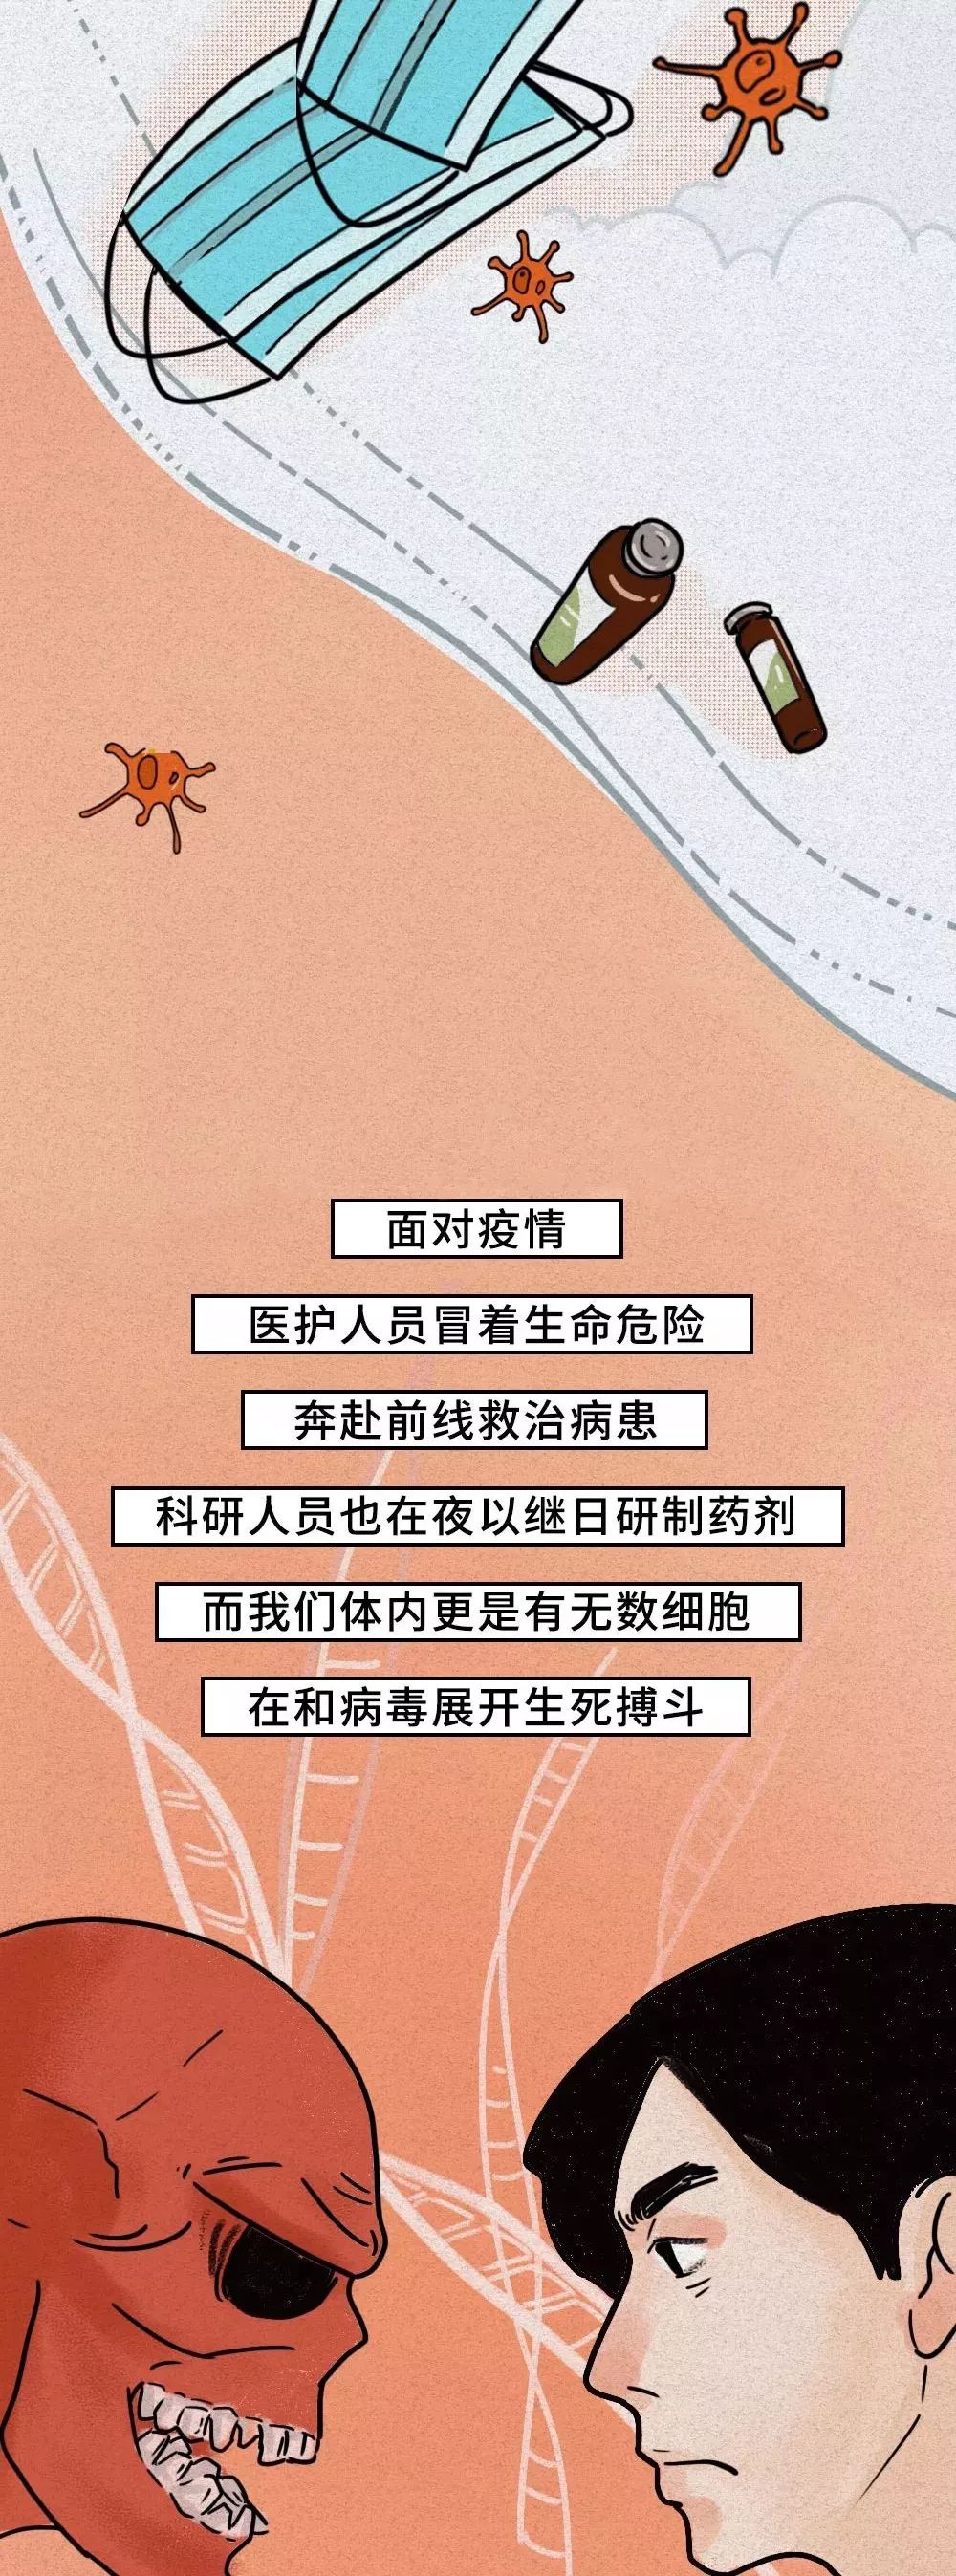 面对疫情
医护人员冒着生命危险
奔赴前线救治病患
科研人员也在夜以继日研制药剂
而我们体内更是有无数细胞
在和病毒展开生死搏斗